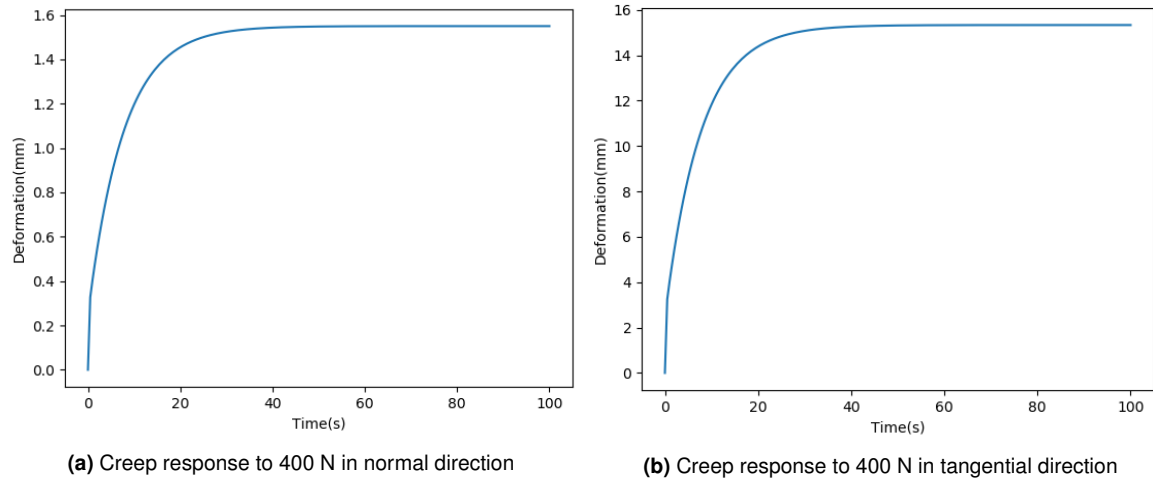 1.6
1.4
1.2
1.0
0.8
0.6
0.4
0.2
0.0
Deformation(mm)
0 20 40 60 80 100
Time(s)
(a) Creep response to 400 N in normal direction
16
14
12
10
8
6
4
2
0
Deformation(mm)
0 20 40 60 80 100
Time(s)
(b) Creep response to 400 N in tangential direction